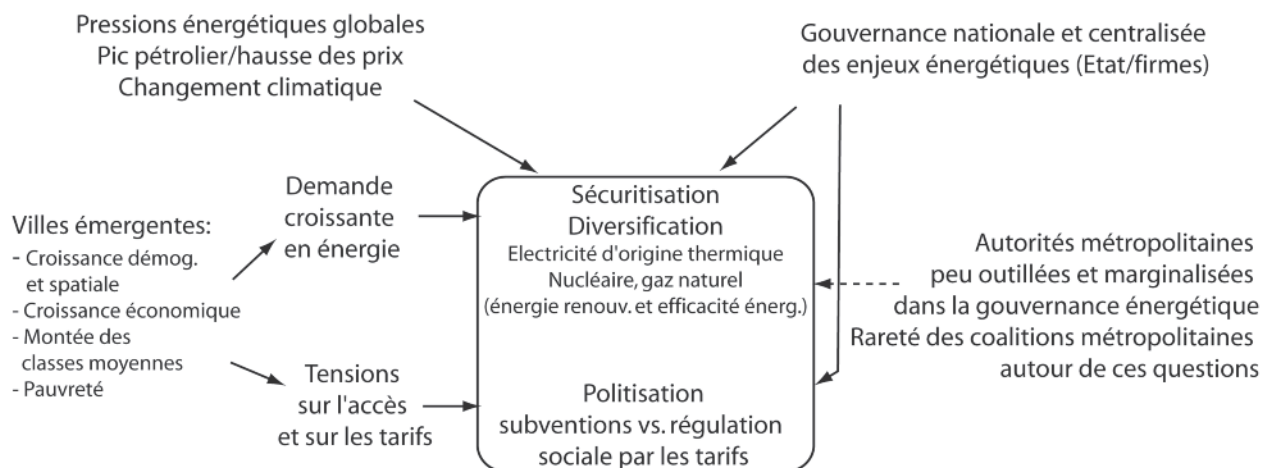 Pressions énergétiques globales
Pic pétrolier/hausse des prix
Changement climatique
Gouvernance nationale et centralisée
des enjeux énergétiques (Etat/firmes)
Villes émergentes:
- Croissance démog.
et spatiale
- Croissance économique
- Montée des
classes moyennes
- Pauvreté
Demande
croissante
en énergie
Tensions
sur l'accès
et sur les tarifs
Sécuritisation
Diversification
Electricité d'origine thermique
Nucléaire, gaz naturel
(énergie renouv. et efficacité énerg.)
Politisation
subventions vs. régulation
sociale par les tarifs
Autorités métropolitaines
peu outillées et marginalisées
dans la gouvernance énergétique
Rareté des coalitions métropolitaines
autour de ces questions